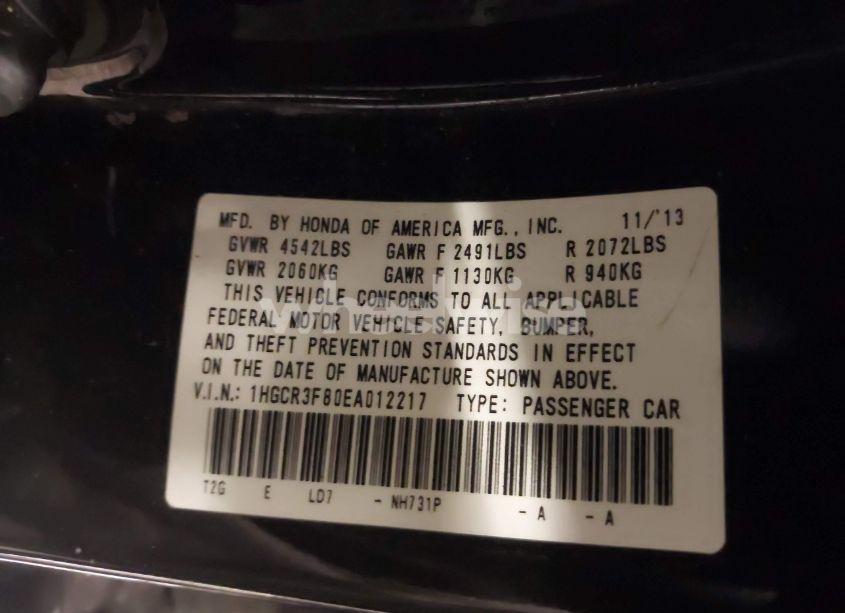 MFD. BY HONDA OF AMERICA MFG., INC. 11/'13
GVWR 4542LBS GAWR F 2491LBS R 2072LBS
GVWR 2060KG GAWR F 1130KG R 940KG
THIS VEHICLE CONFORMS TO ALL APPLICABLE
FEDERAL MOTOR VEHICLE SAFETY, BUMPER,
AND THEFT PREVENTION STANDARDS IN EFFECT
ON THE DATE OF MANUFACTURE SHOWN ABOVE.
V.I.N.: 1HGCR3F80EA012217 TYPE: PASSENGER CAR
T2G E LD7 - NH731P - A - A